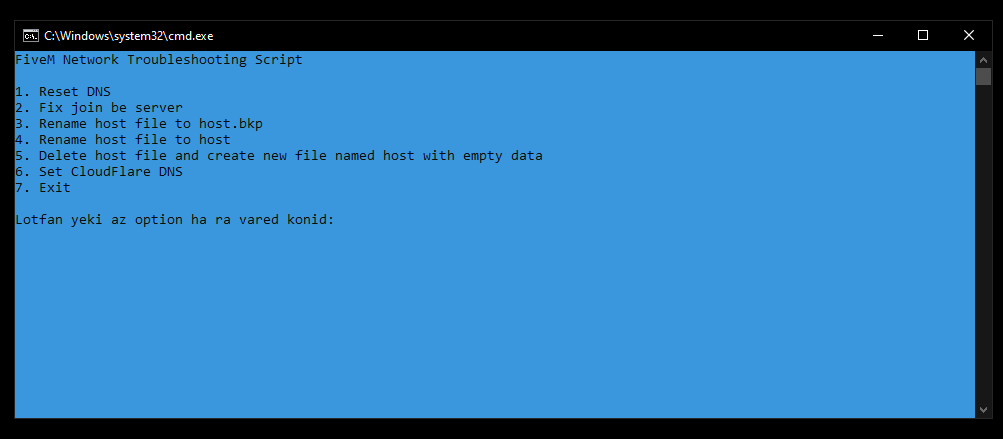 C:\Windows\system32\cmd.exe
FiveM Network Troubleshooting Script
1. Reset DNS
2. Fix join be server
3. Rename host file to host.bkp
4. Rename host file to host
5. Delete host file and create new file named host with empty data
6. Set CloudFlare DNS
7. Exit
Lotfan yeki az option ha ra vared konid: